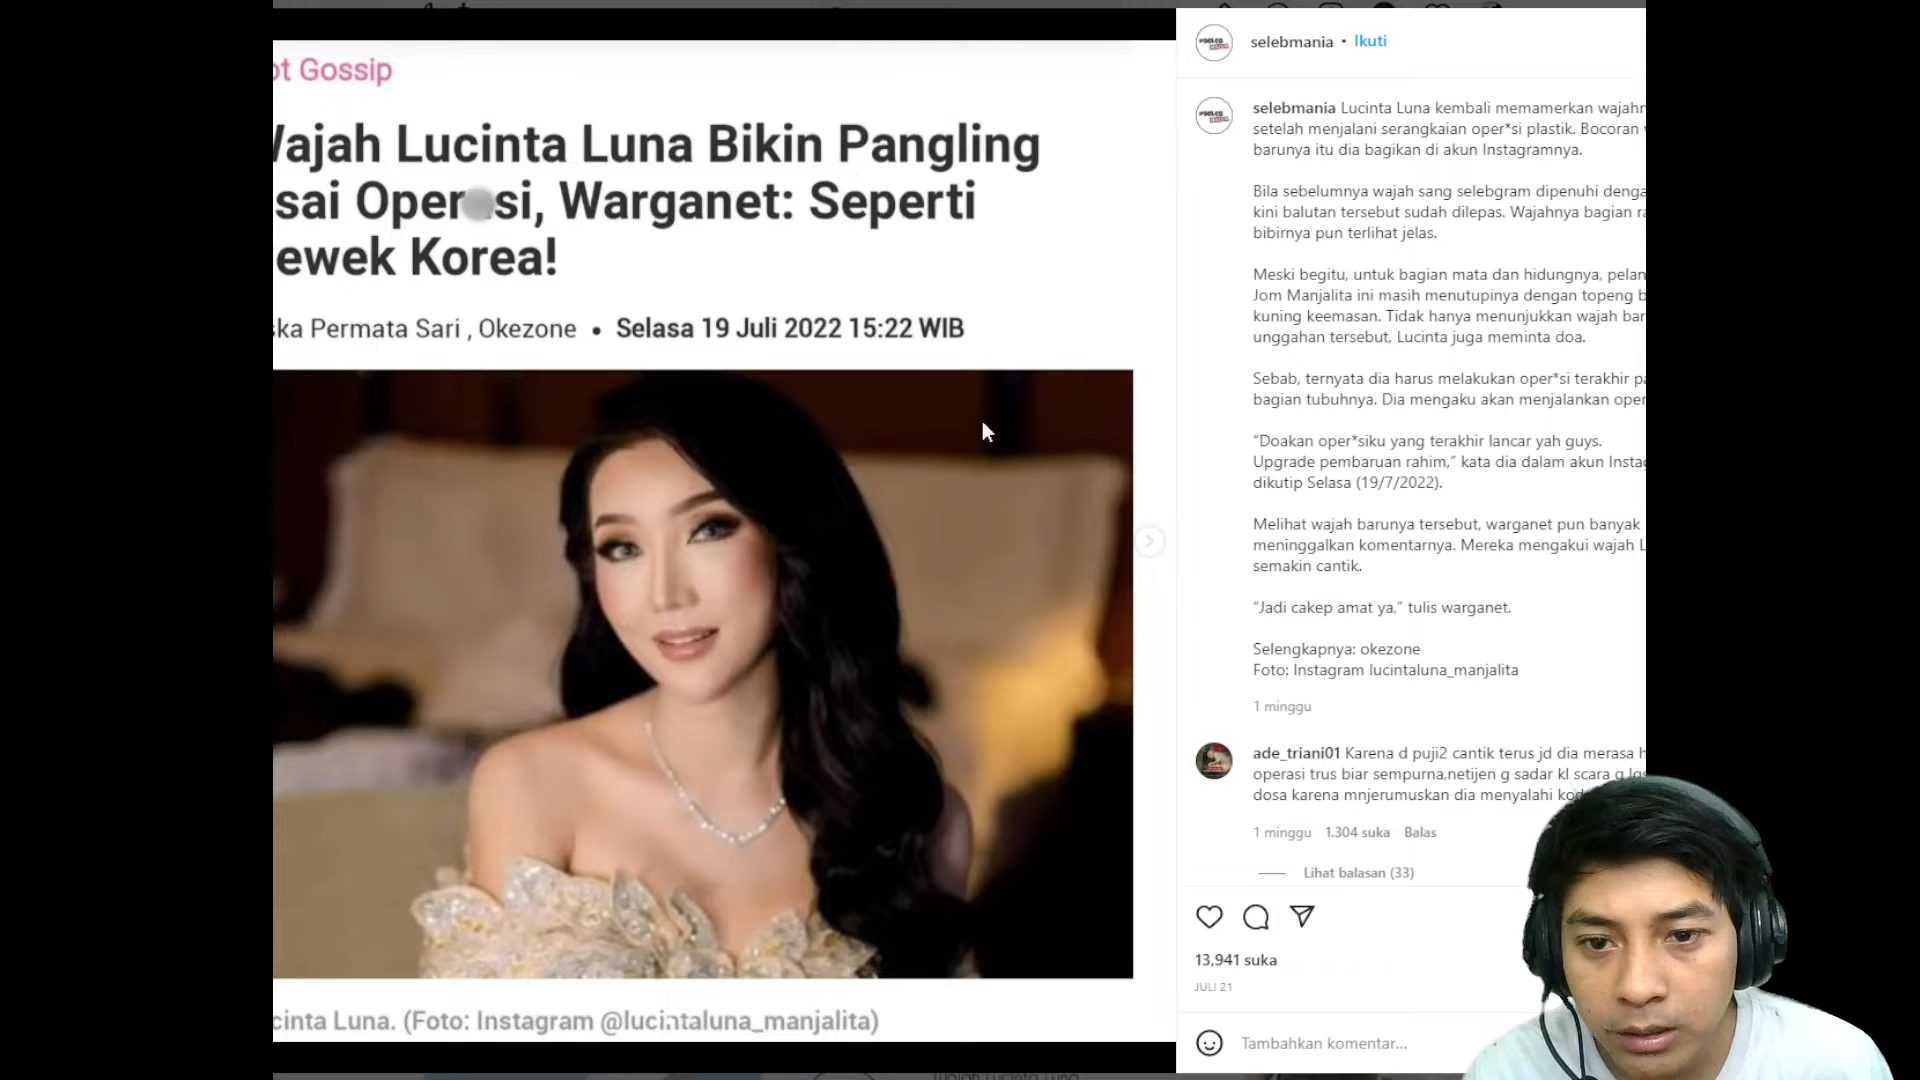 ot Gossip
Wajah Lucinta Luna Bikin Pangling
sai Oper si, Warganet: Seperti
ewek Korea!
ska Permata Sari , Okezone • Selasa 19 Juli 2022 15:22 WIB
cinta Luna. (Foto: Instagram @lucintaluna_manjalita)
selebmania • Ikuti
selebmania Lucinta Luna kembali memamerkan wajahn
setelah menjalani serangkaian oper*si plastik. Bocoran
barunya itu dia bagikan di akun Instagramnya.
Bila sebelumnya wajah sang selebgram dipenuhi denga
kini balutan tersebut sudah dilepas. Wajahnya bagian ra
bibirnya pun terlihat jelas.
Meski begitu, untuk bagian mata dan hidungnya, pelan
Jom Manjalita ini masih menutupinya dengan topeng b
kuning keemasan. Tidak hanya menunjukkan wajah bar
unggahan tersebut, Lucinta juga meminta doa.
Sebab, ternyata dia harus melakukan oper*si terakhir pa
bagian tubuhnya. Dia mengaku akan menjalankan oper
“Doakan oper*siku yang terakhir lancar yah guys.
Upgrade pembaruan rahim,” kata dia dalam akun Instag
dikutip Selasa (19/7/2022).
Melihat wajah barunya tersebut, warganet pun banyak
meninggalkan komentarnya. Mereka mengakui wajah L
semakin cantik.
“Jadi cakep amat ya,” tulis warganet.
Selengkapnya: okezone
Foto: Instagram lucintaluna_manjalita
1 minggu
ade_triani01 Karena d puji2 cantik terus jd dia merasa h
operasi trus biar sempurna,netijen g sadar kl scara g lgs
dosa karena mnjerumuskan dia menyalahi kod
1 minggu 1.304 suka Balas
Lihat balasan (33)
13,941 suka
JULI 21
Tambahkan komentar...